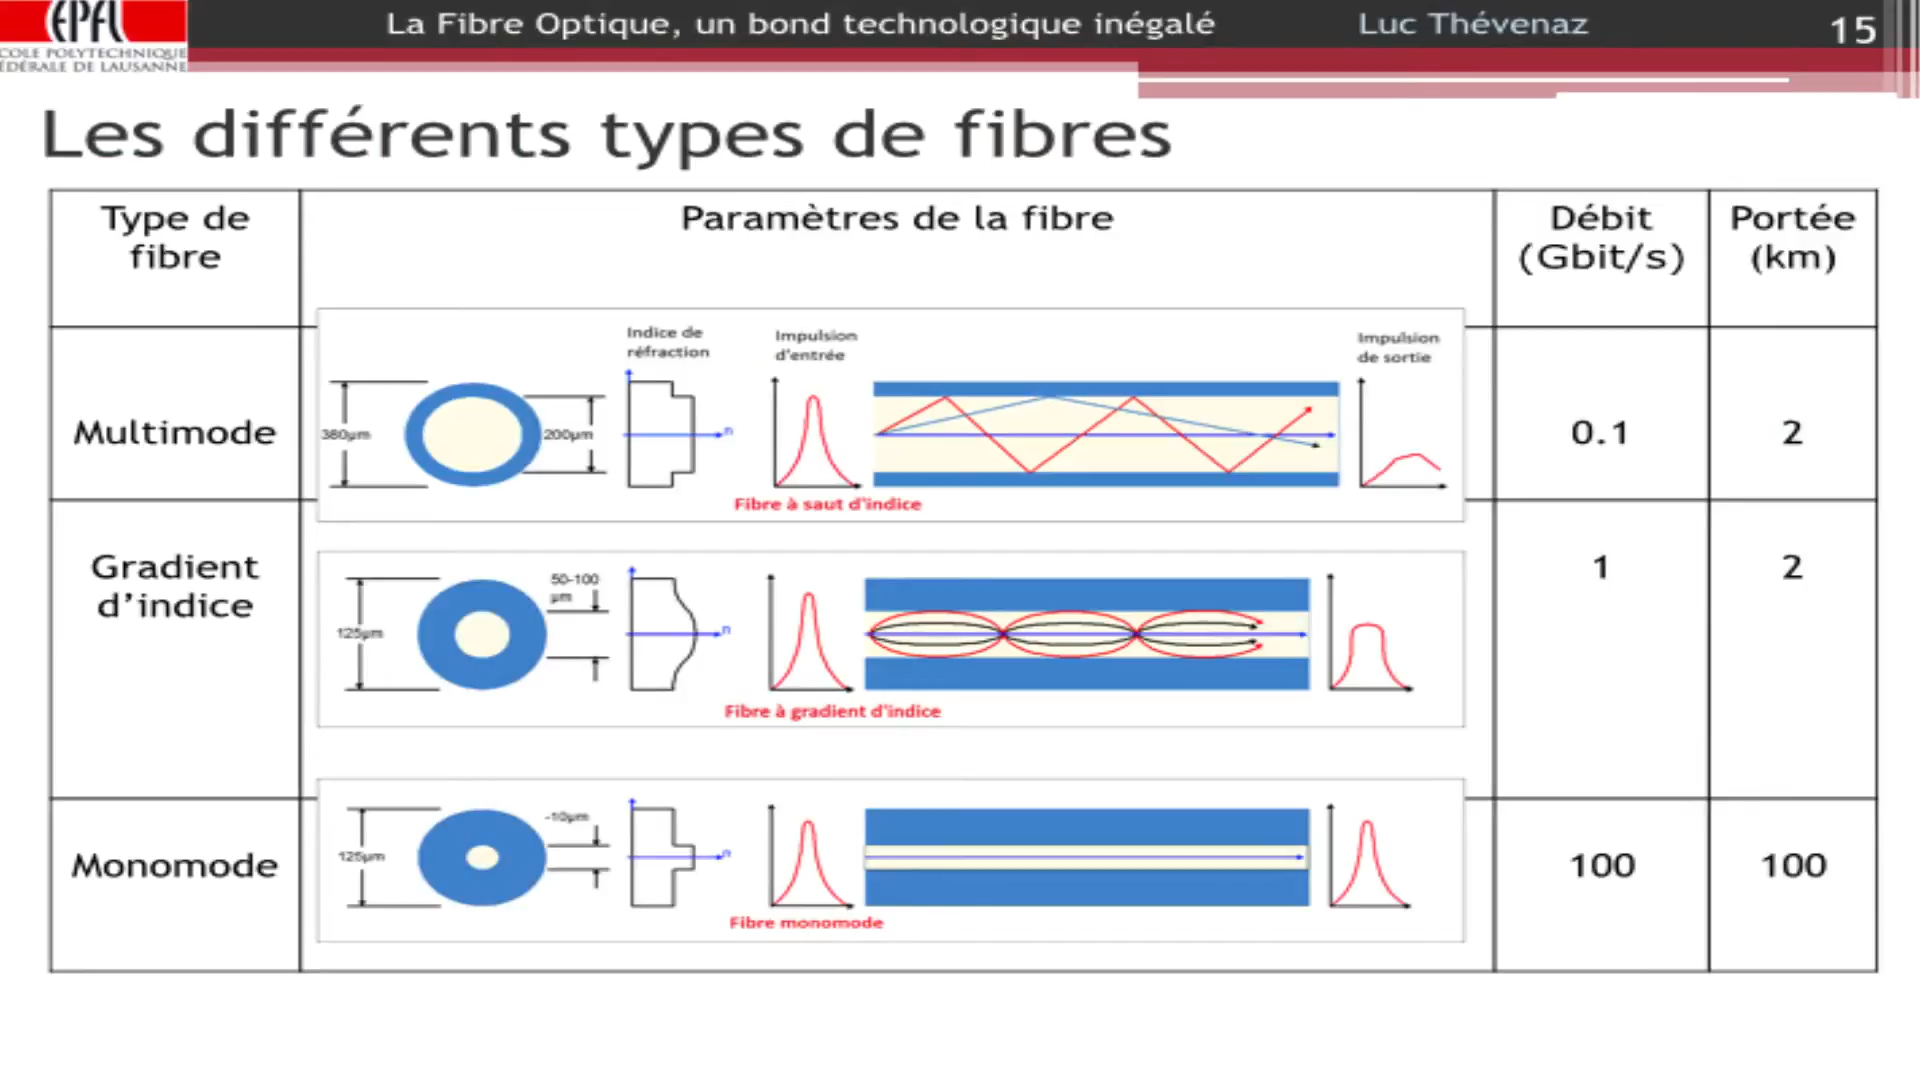 EPFL
COLE POLYTECHNIQUE
ÉDÉRALE DE LAUSANNE
La Fibre Optique, un bond technologique inégalé
Luc Thévenaz
15
Les différents types de fibres
Type de
fibre
Paramètres de la fibre
Débit
(Gbit/s)
Portée
(km)
Multimode
Indice de
réfraction
Impulsion
d'entrée
Impulsion
de sortie
380µm
200µm
n
Fibre à saut d'indice
0.1
2
Gradient
d’indice
50-100
µm
125µm
n
Fibre à gradient d'indice
1
2
Monomode
~10µm
125µm
n
Fibre monomode
100
100